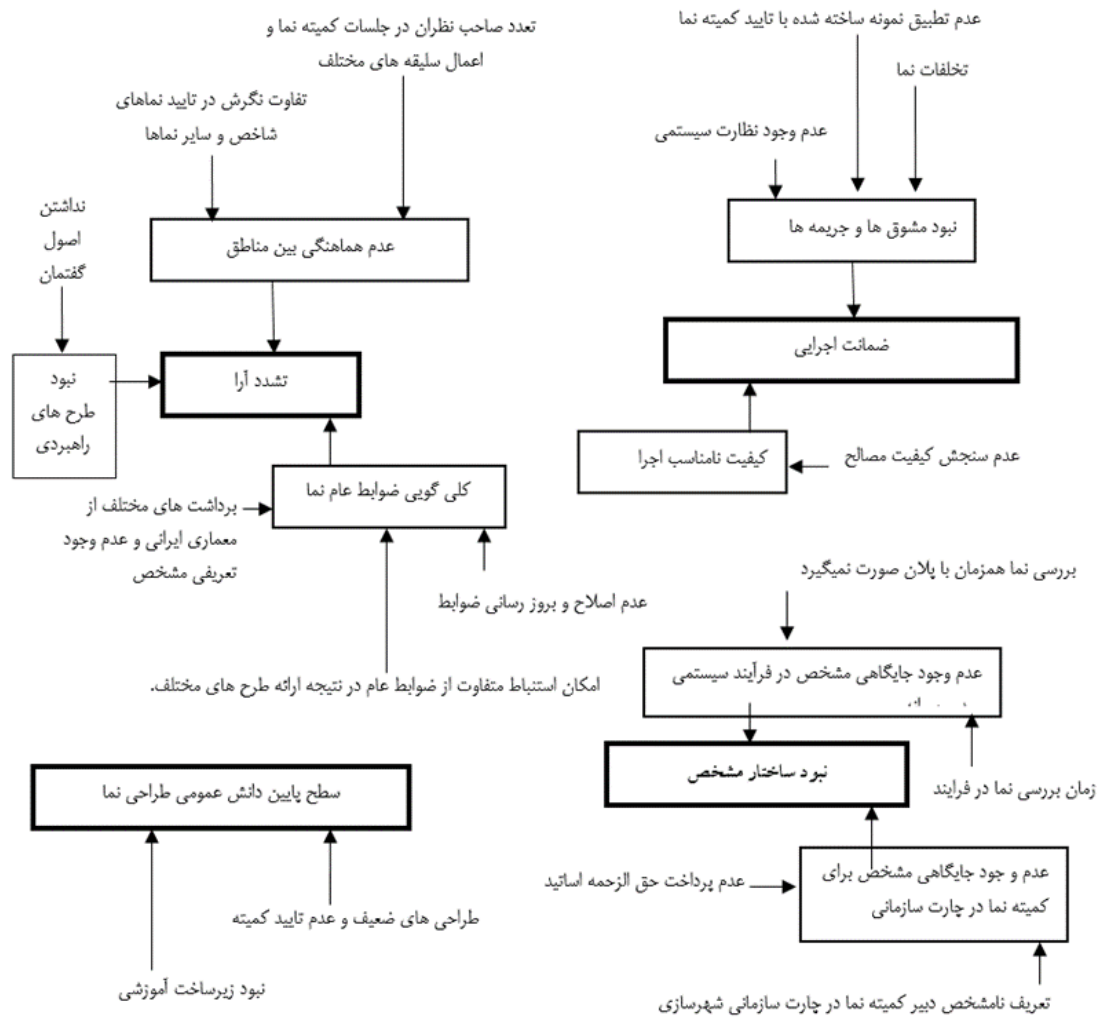 عدم تطبیق نمونه ساخته شده با تایید کمیته نما
تخلفات نما
عدم وجود نظارت سیستمی
نبود مشوق ها و جریمه ها
ضمانت اجرایی
کیفیت نامناسب اجرا
عدم سنجش کیفیت مصالح
تعدد صاحب نظران در جلسات کمیته نما و
اعمال سلیقه های مختلف
تفاوت نگرش در تایید نماهای
شاخص و سایر نماها
عدم هماهنگی بین مناطق
نداشتن
اصول
گفتمان
نبود
طرح های
راهبردی
تشدد آرا
کلی گویی ضوابط عام نما
برداشت های مختلف از
معماری ایرانی و عدم وجود
تعریفی مشخص
عدم اصلاح و بروز رسانی ضوابط
امکان استنباط متفاوت از ضوابط عام در نتیجه ارائه طرح های مختلف.
بررسی نما همزمان با پلان صورت نمیگیرد
عدم وجود جایگاهی مشخص در فرآیند سیستمی
نبود ساختار مشخص
زمان بررسی نما در فرایند
عدم و جود جایگاهی مشخص برای
کمیته نما در چارت سازمانی
عدم پرداخت حق الزحمه اساتید
تعریف نامشخص دبیر کمیته نما در چارت سازمانی شهرسازی
سطح پایین دانش عمومی طراحی نما
طراحی های ضعیف و عدم تایید کمیته
نبود زیرساخت آموزشی